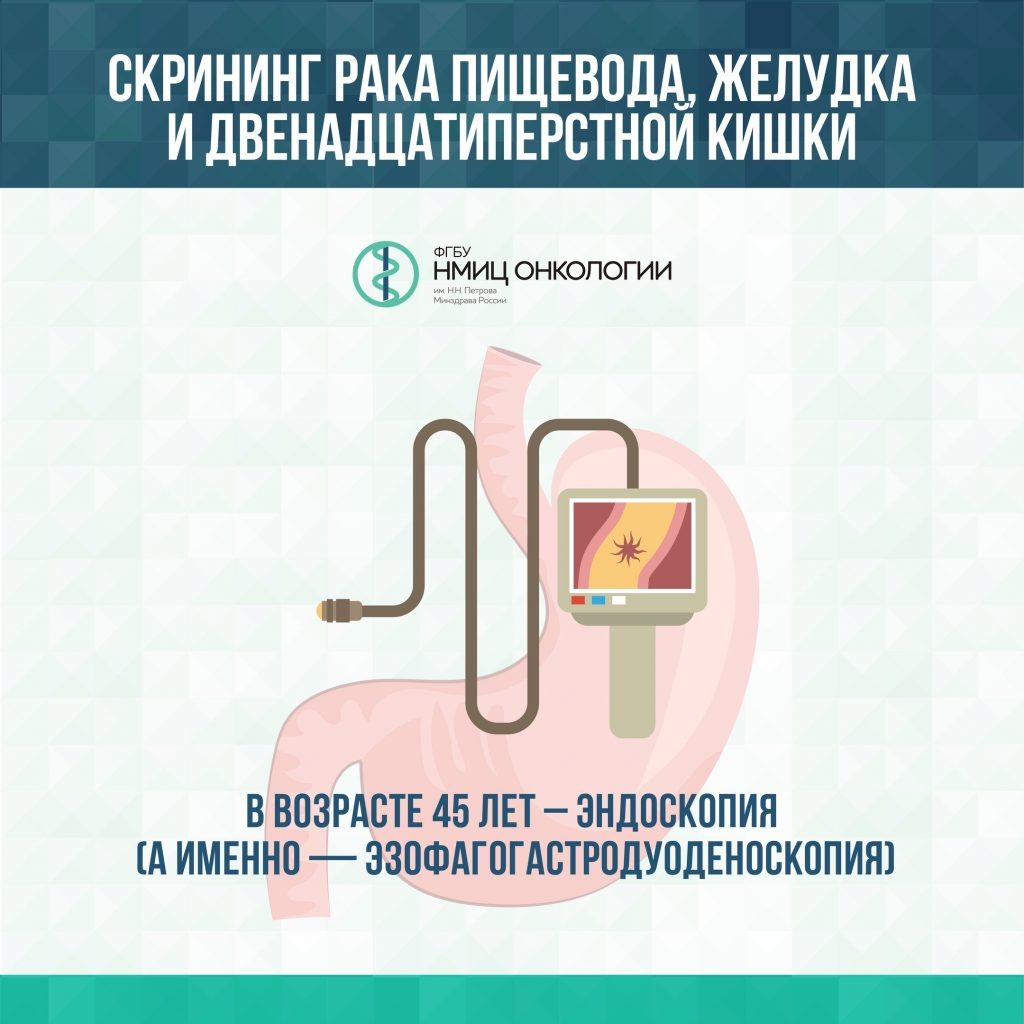 СКРИНИНГ РАКА ПИЩЕВОДА, ЖЕЛУДКА
И ДВЕНАДЦАТИПЕРСТНОЙ КИШКИ
ФГБУ
НМИЦ ОНКОЛОГИИ
им. Н.Н. Петрова
Минздрава России
В ВОЗРАСТЕ 45 ЛЕТ – ЭНДОСКОПИЯ
(А ИМЕННО — ЭЗОФАГОГАСТРОДУОДЕНОСКОПИЯ)